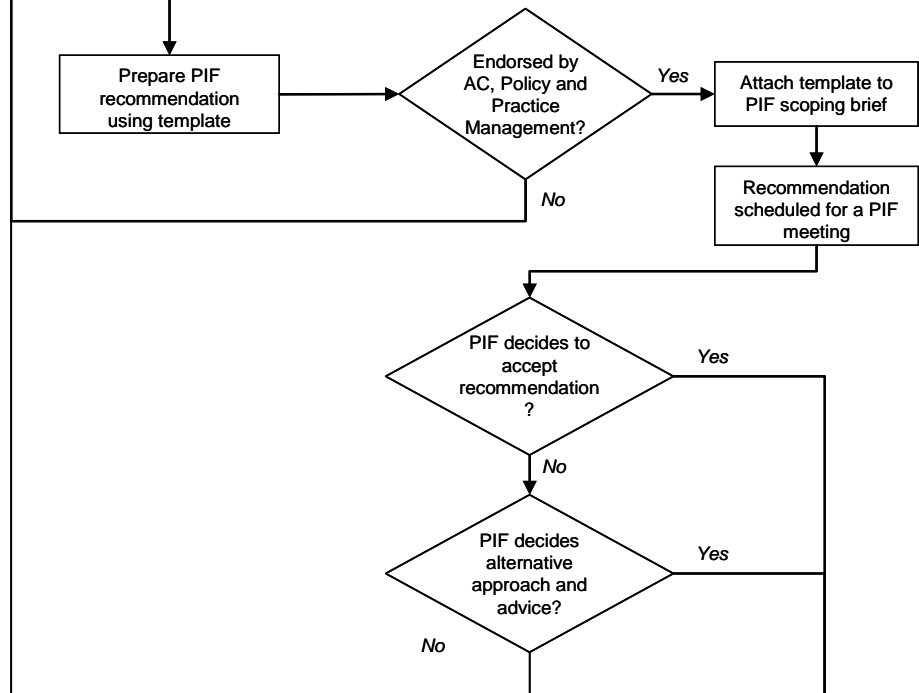 Prepare PIF
recommendation
using template
Endorsed by
AC, Policy and
Practice
Management?
Yes
Attach template to
PIF scoping brief
No
Recommendation
scheduled for a PIF
meeting
PIF decides to
accept
recommendation
?
Yes
No
PIF decides
alternative
approach and
advice?
Yes
No